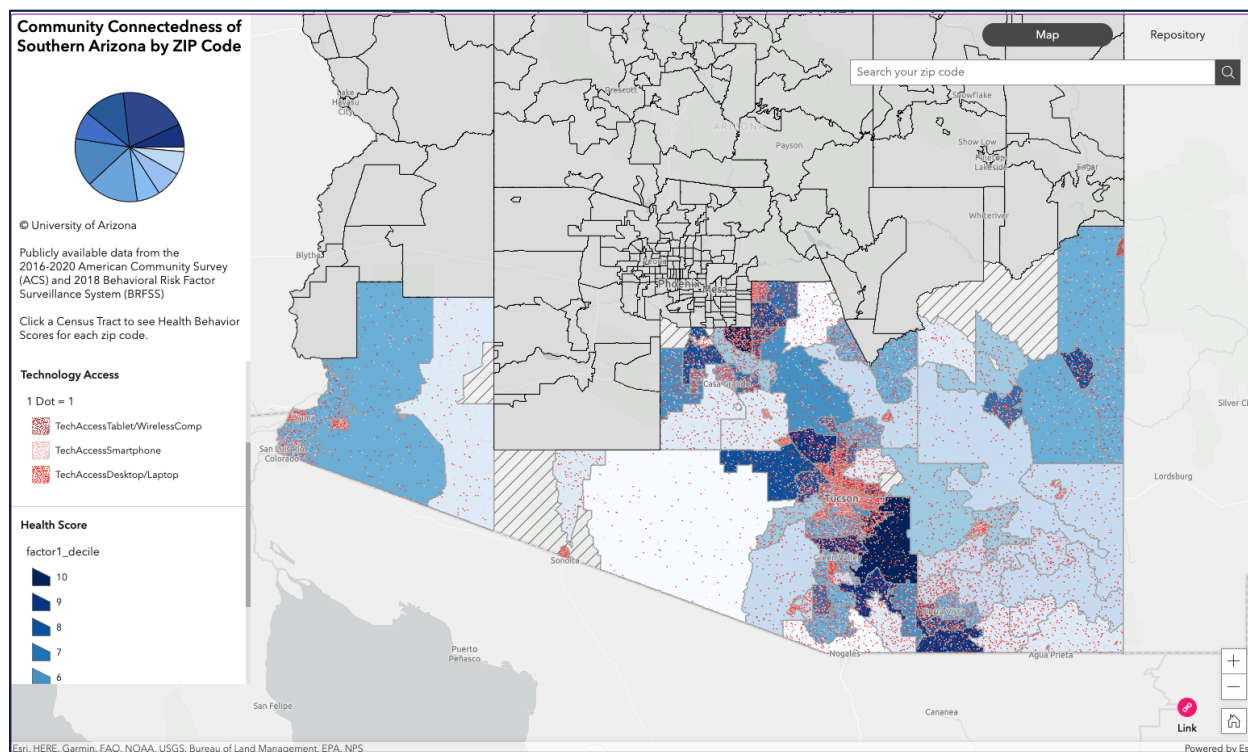 Community Connectedness of
Southern Arizona by ZIP Code
© University of Arizona
Publicly available data from the
2016-2020 American Community Survey
(ACS) and 2018 Behavioral Risk Factor
Surveillance System (BRFSS)
Click a Census Tract to see Health Behavior
Scores for each zip code.
Technology Access
1 Dot = 1
TechAccessTablet/WirelessComp
TechAccessSmartphone
TechAccessDesktop/Laptop
Health Score
factor1_decile
10
9
8
7
6
Map
Repository
Search your zip code
Lake
Havasu
City
Prescott
ARIZONA
Payson
Snowflake
Show Low
Pinetop
Lakeside
Eagar
Whiteriver
Blythe
Peoria
Phoenix
Mesa
Casa Grande
San Luis Río
Colorado
Tucson
Green Valley
Sonoita
Silver Ci
Lordsburg
Nogales
Agua Prieta
Puerto
Peñasco
San Felipe
Cananea
Link
Esri, HERE, Garmin, FAO, NOAA, USGS, Bureau of Land Management, EPA, NPS
Powered by Es